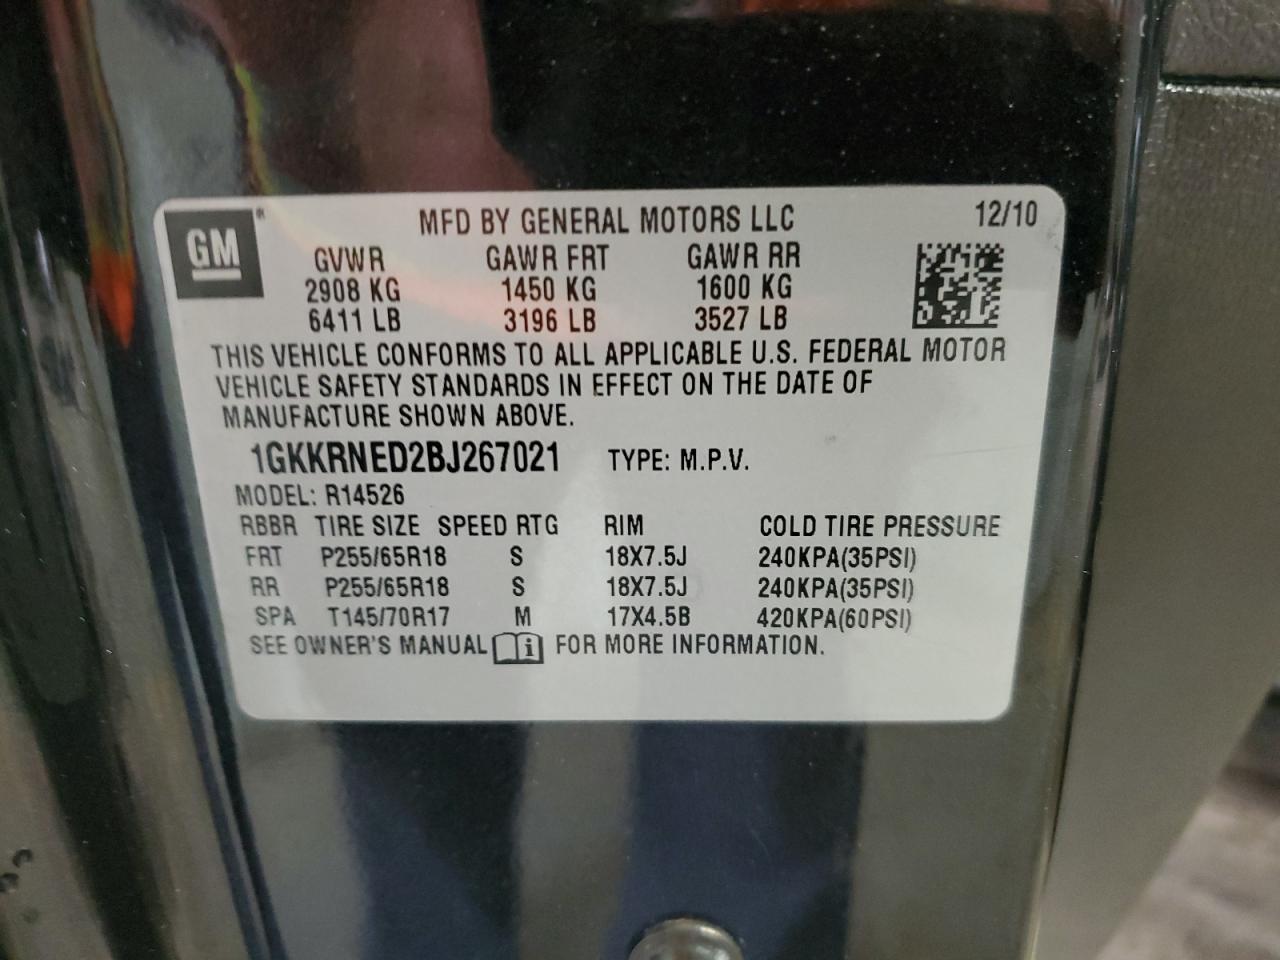 GM® MFD BY GENERAL MOTORS LLC 12/10
GVWR GAWR FRT GAWR RR
2908 KG 1450 KG 1600 KG
6411 LB 3196 LB 3527 LB
THIS VEHICLE CONFORMS TO ALL APPLICABLE U.S. FEDERAL MOTOR
VEHICLE SAFETY STANDARDS IN EFFECT ON THE DATE OF
MANUFACTURE SHOWN ABOVE.
1GKKRNED2BJ267021 TYPE: M.P.V.
MODEL: R14526
RBBR TIRE SIZE SPEED RTG RIM COLD TIRE PRESSURE
FRT P255/65R18 S 18X7.5J 240KPA(35PSI)
RR P255/65R18 S 18X7.5J 240KPA(35PSI)
SPA T145/70R17 M 17X4.5B 420KPA(60PSI)
SEE OWNER'S MANUAL i FOR MORE INFORMATION.